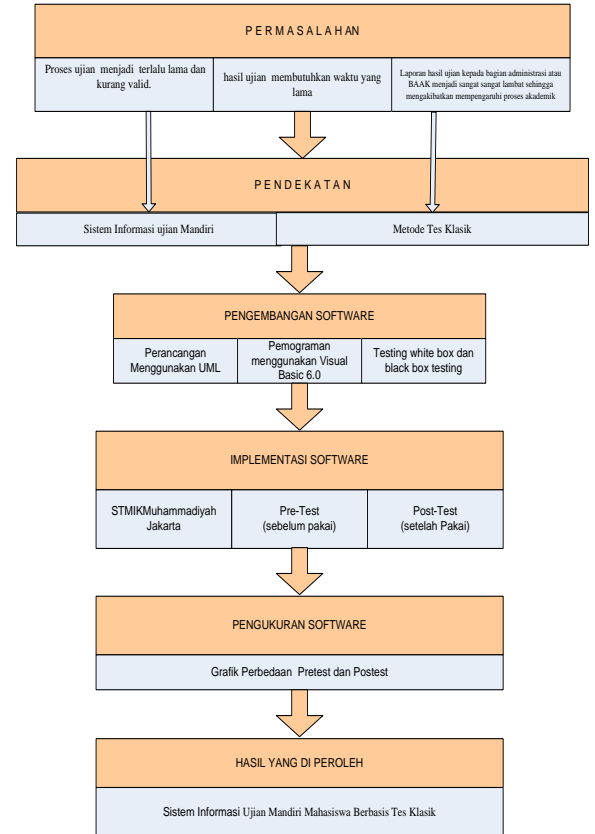 P E R M A S A L A H A N
Proses ujian menjadi terlalu lama dan
kurang valid.
hasil ujian membutuhkan waktu yang
lama
Laporan hasil ujian kepada bagian administrasi atau
BAAK menjadi sangat sangat lambat sehingga
mengakibatkan mempengaruhi proses akademik
P E N D E K A T A N
Sistem Informasi ujian Mandiri
Metode Tes Klasik
PENGEMBANGAN SOFTWARE
Perancangan
Menggunakan UML
Pemograman
menggunakan Visual
Basic 6.0
Testing white box dan
black box testing
IMPLEMENTASI SOFTWARE
STMIKMuhammadiyah
Jakarta
Pre-Test
(sebelum pakai)
Post-Test
(setelah Pakai)
PENGUKURAN SOFTWARE
Grafik Perbedaan Pretest dan Postest
HASIL YANG DI PEROLEH
Sistem Informasi Ujian Mandiri Mahasiswa Berbasis Tes Klasik